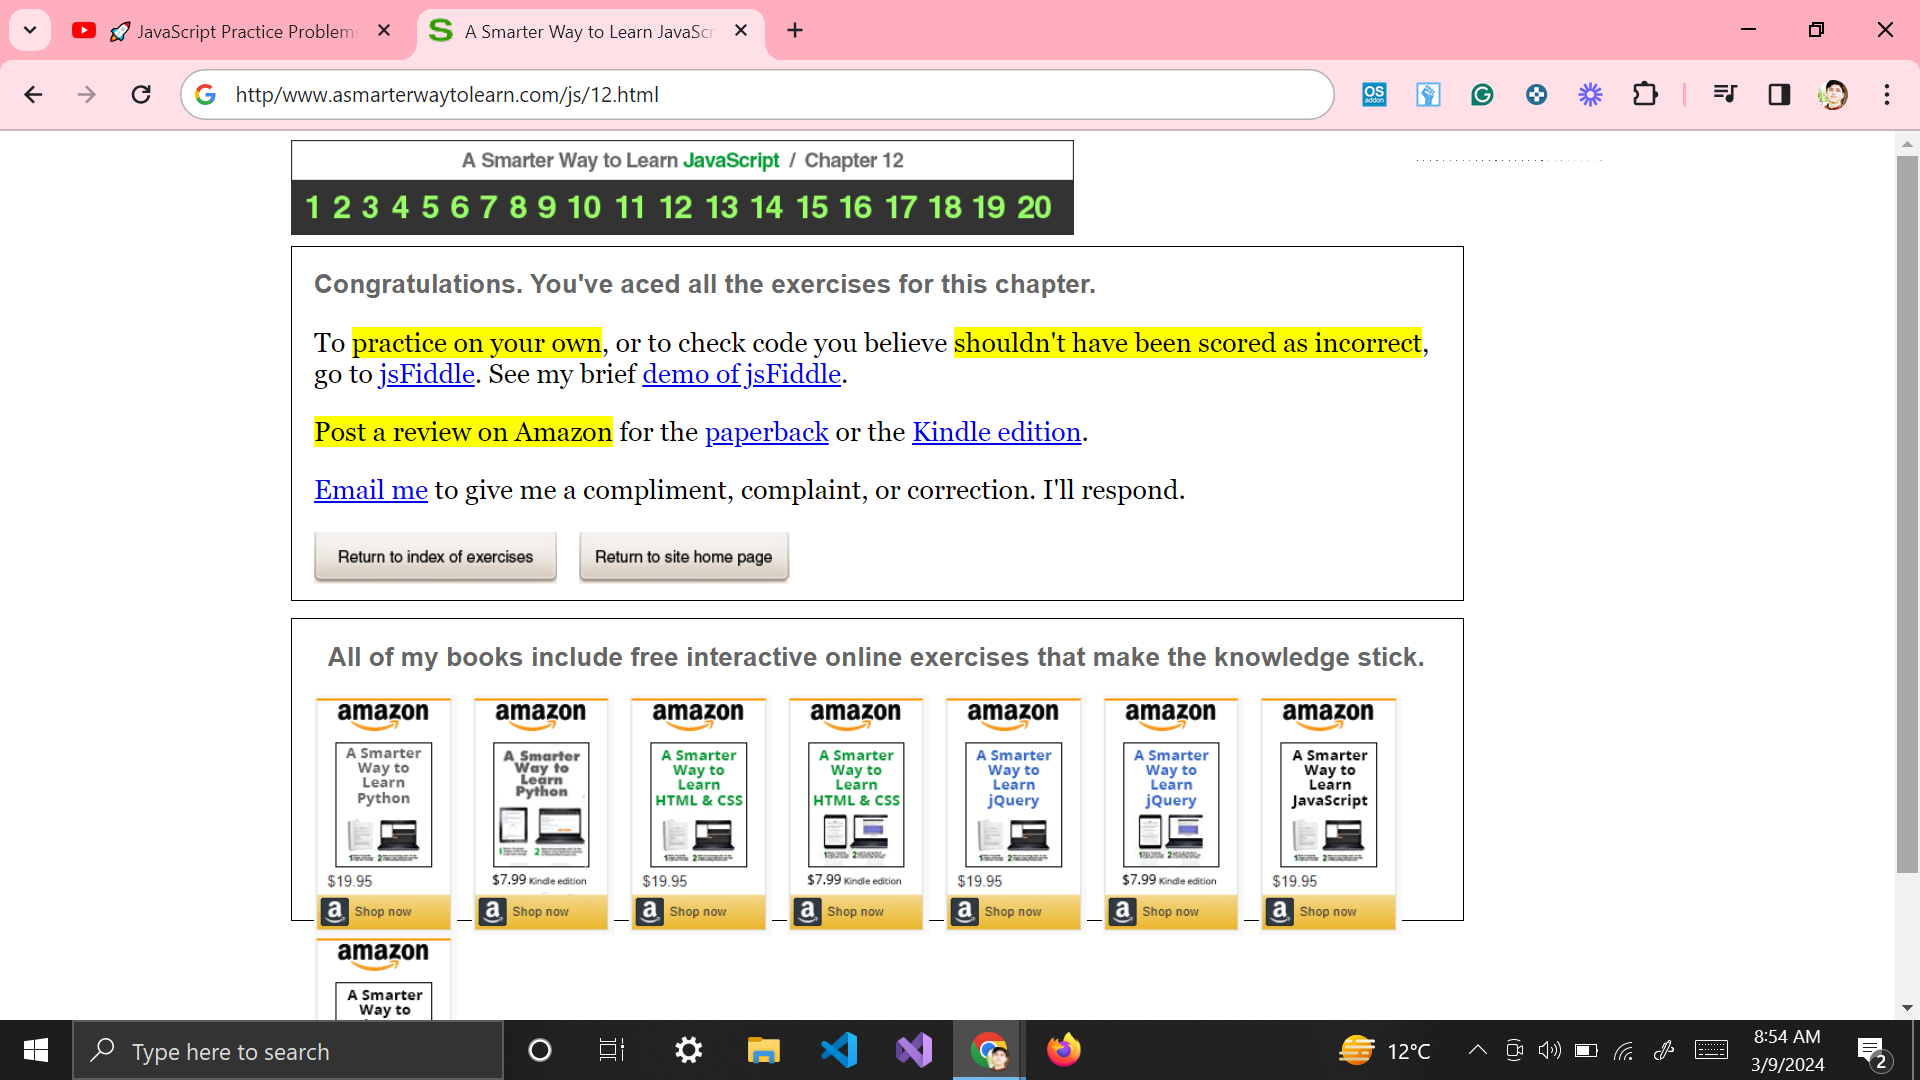 JavaScript Practice Problems
A Smarter Way to Learn JavaScr
http/www.asmarterwaytolearn.com/js/12.html
OS
addon
A Smarter Way to Learn JavaScript / Chapter 12
1 2 3 4 5 6 7 8 9 10 11 12 13 14 15 16 17 18 19 20
Congratulations. You've aced all the exercises for this chapter.
To practice on your own, or to check code you believe shouldn't have been scored as incorrect,
go to jsFiddle. See my brief demo of jsFiddle.
Post a review on Amazon for the paperback or the Kindle edition.
Email me to give me a compliment, complaint, or correction. I'll respond.
Return to index of exercises Return to site home page
All of my books include free interactive online exercises that make the knowledge stick.
amazon amazon amazon amazon amazon amazon amazon
A Smarter A Smarter A Smarter A Smarter A Smarter A Smarter A Smarter
Way to Way to Way to Way to Way to Way to Way to
Learn Learn Learn Learn Learn Learn Learn
Python Python HTML & CSS HTML & CSS jQuery jQuery JavaScript
$19.95 $7.99 Kindle edition $19.95 $7.99 Kindle edition $19.95 $7.99 Kindle edition $19.95
a Shop now a Shop now a Shop now a Shop now a Shop now a Shop now a Shop now
amazon
A Smarter
Way to
Type here to search
12°C
8:54 AM
3/9/2024
2